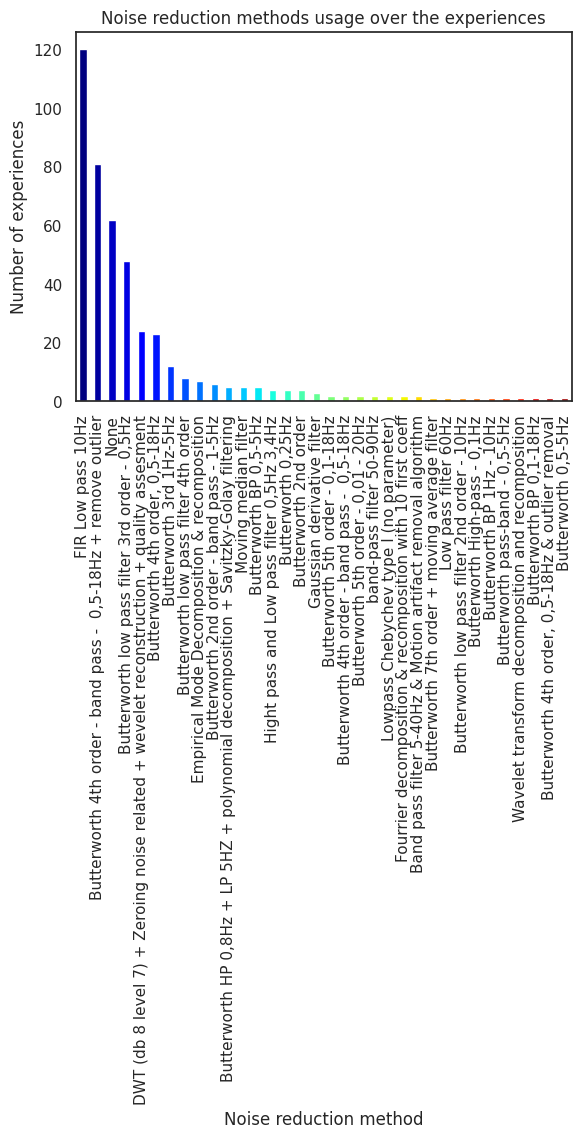 Noise reduction methods usage over the experiences
Number of experiences
120
100
80
60
40
20
0
FIR Low pass 10Hz
Butterworth 4th order - band pass -  0,5-18Hz + remove outlier
None
Butterworth low pass filter 3rd order - 0,5Hz
DWT (db 8 level 7) + Zeroing noise related + wevelet reconstruction + quality assesment
Butterworth 4th order, 0,5-18Hz
Butterworth 3rd 1Hz-5Hz
Butterworth low pass filter 4th order
Empirical Mode Decomposition & recomposition
Butterworth 2nd order - band pass - 1-5Hz
Butterworth HP 0,8Hz + LP 5HZ + polynomial decomposition + Savitzky-Golay filtering
Moving median filter
Butterworth BP 0,5-5Hz
Hight pass and Low pass filter 0,5Hz 3,4Hz
Butterworth 0,25Hz
Butterworth 2nd order
Gaussian derivative filter
Butterworth 5th order - 0,1-18Hz
Butterworth 4th order - band pass -  0,5-18Hz
Butterworth 5th order - 0,01 - 20Hz
band-pass filter 50-90Hz
Lowpass Chebychev type I (no parameter)
Fourrier decomposition & recomposition with 10 first coeff
Band pass filter 5-40Hz & Motion artifact removal algorithm
Butterworth 7th order + moving average filter
Low pass filter 60Hz
Butterworth low pass filter 2nd order - 10Hz
Butterworth High-pass - 0,1Hz
Butterworth BP 1Hz - 10Hz
Butterworth pass-band - 0,5-5Hz
Wavelet transform decomposition and recomposition
Butterworth BP 0,1-18Hz
Butterworth 4th order, 0,5-18Hz & outlier removal
Butterworth 0,5-5Hz
Noise reduction method